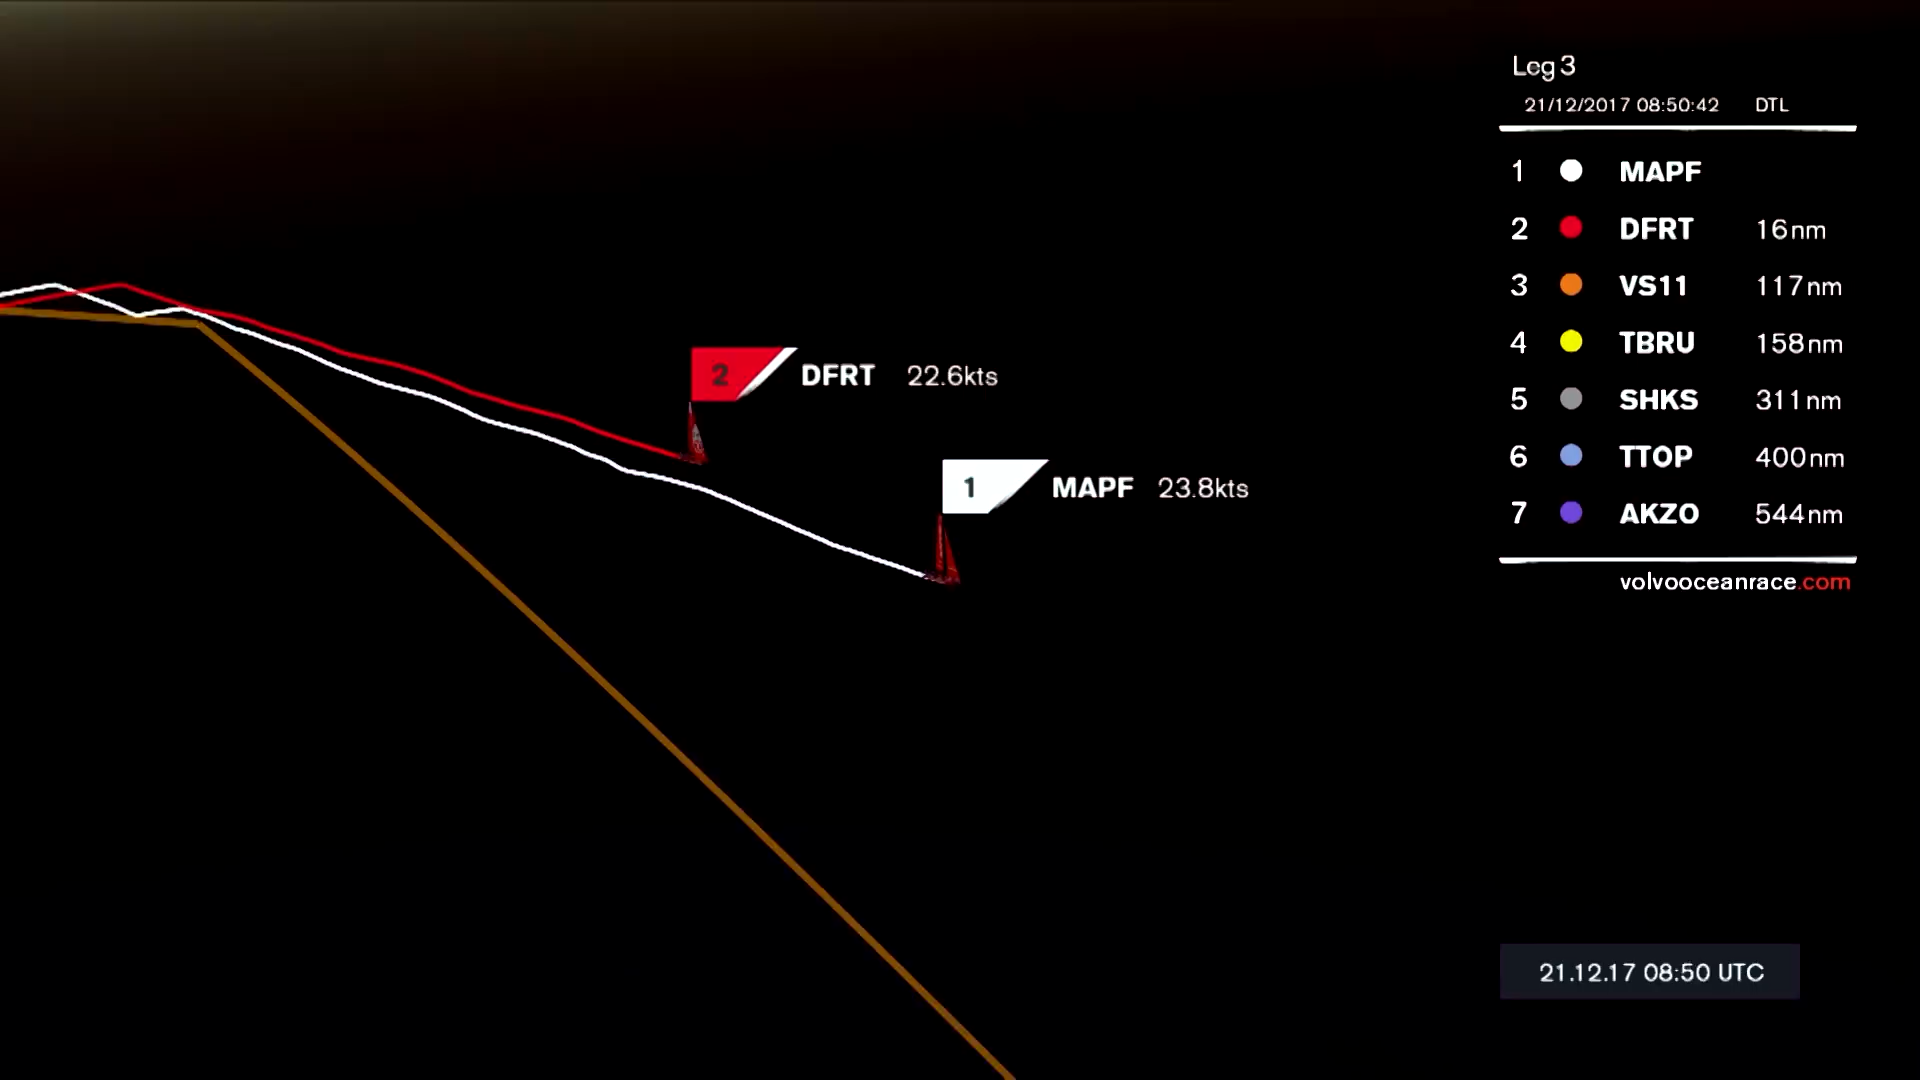 Leg 3
21/12/2017 08:50:42 DTL
1 MAPF
2 DFRT 16nm
3 VS11 117nm
4 TBRU 158nm
5 SHKS 311nm
6 TTOP 400nm
7 AKZO 544nm
volvooceanrace.com
2 DFRT 22.6kts
1 MAPF 23.8kts
21.12.17 08:50 UTC